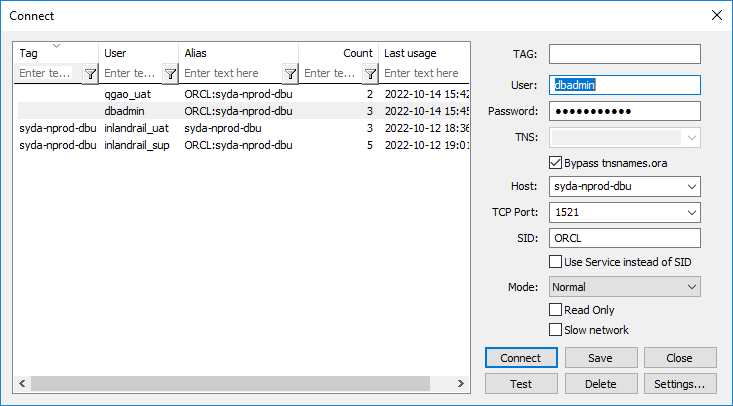 Connect
Tag User Alias Count Last usage
Enter te... Enter te... Enter text here Enter te... Enter text here
qgao_uat ORCL:syda-nprod-dbu 2 2022-10-14 15:42
dbadmin ORCL:syda-nprod-dbu 3 2022-10-14 15:45
syda-nprod-dbu inlandrail_uat syda-nprod-dbu 3 2022-10-12 18:36
syda-nprod-dbu inlandrail_sup ORCL:syda-nprod-dbu 5 2022-10-12 19:01
TAG:
User: dbadmin
Password: ●●●●●●●●●●●
TNS:
Bypass tnsnames.ora
Host: syda-nprod-dbu
TCP Port: 1521
SID: ORCL
Use Service instead of SID
Mode: Normal
Read Only
Slow network
Connect Save Close
Test Delete Settings...